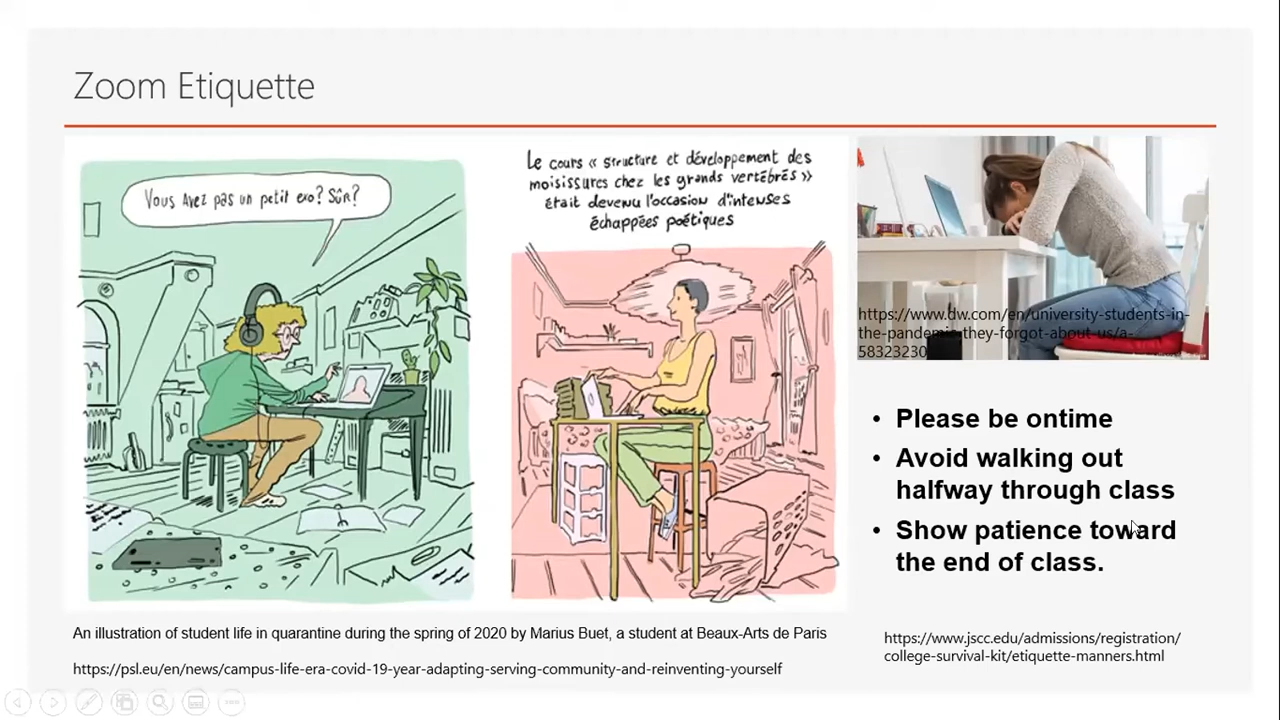 Zoom Etiquette
Vous Avez pas un petit exo? Sûr?
Le cours « structure et développement des
moisissures chez les grands vertébrés »
était devenu l'occasion d'intenses
échappées poétiques
https://www.dw.com/en/university-students-in-
the-pandemic-they-forgot-about-us/a-
58323230
• Please be ontime
• Avoid walking out
halfway through class
• Show patience toward
the end of class.
An illustration of student life in quarantine during the spring of 2020 by Marius Buet, a student at Beaux-Arts de Paris
https://psl.eu/en/news/campus-life-era-covid-19-year-adapting-serving-community-and-reinventing-yourself
https://www.jscc.edu/admissions/registration/
college-survival-kit/etiquette-manners.html